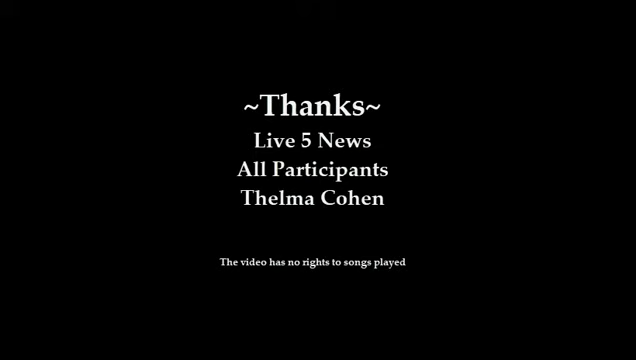 ~Thanks~
Live 5 News
All Participants
Thelma Cohen
The video has no rights to songs played